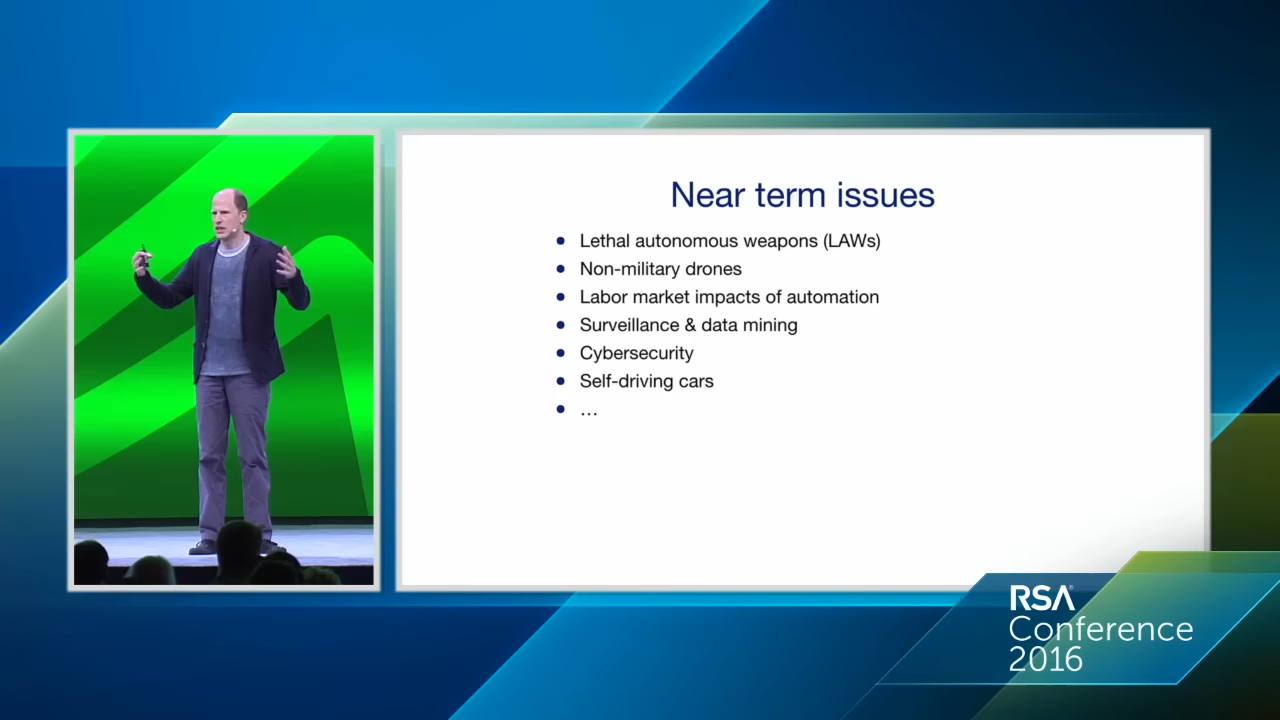 Near term issues
• Lethal autonomous weapons (LAWs)
• Non-military drones
• Labor market impacts of automation
• Surveillance & data mining
• Cybersecurity
• Self-driving cars
• …
RSA
Conference
2016